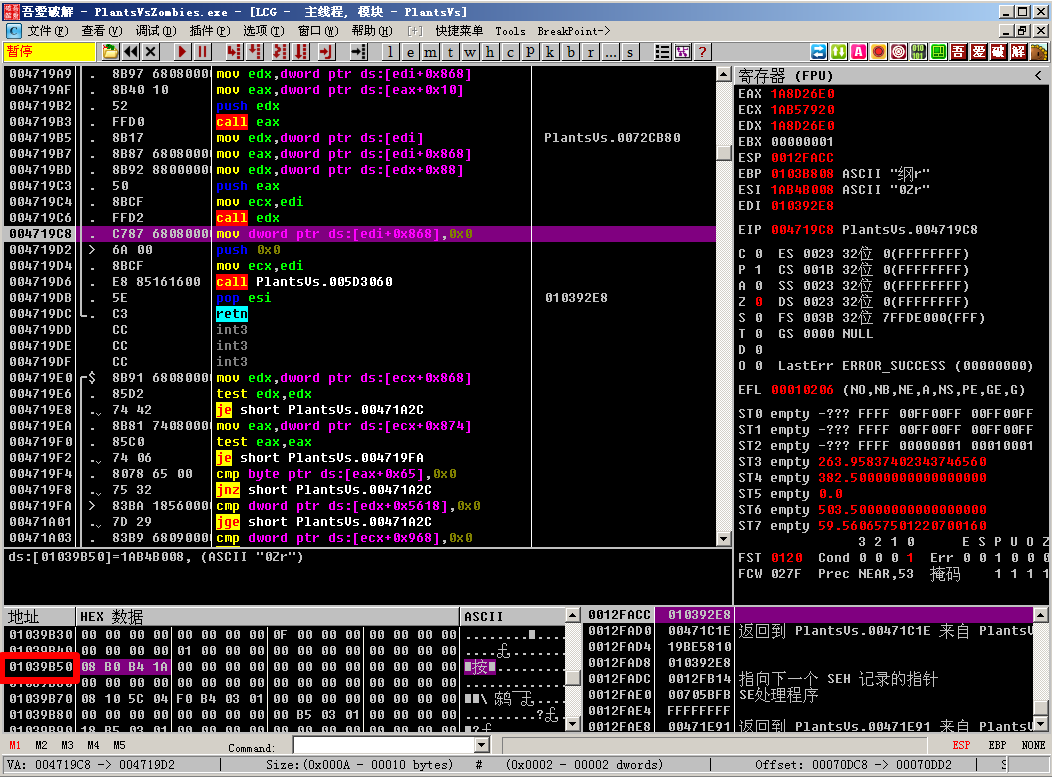 吾愛破解 - PlantsVsZombies.exe - [LCG - 主线程, 模块 - PlantsVs]
文件(F) 查看(V) 调试(D) 插件(P) 选项(T) 窗口(W) 帮助(H) [+] 快捷菜单 Tools BreakPoint->
暂停 l e m t w h c p k b r ... s ? 吾 爱 破 解
004719A9 . 8B97 6808000 mov edx,dword ptr ds:[edi+0x868]
004719AF . 8B40 10 mov eax,dword ptr ds:[eax+0x10]
004719B2 . 52 push edx
004719B3 . FFD0 call eax
004719B5 . 8B17 mov edx,dword ptr ds:[edi] PlantsVs.0072CB80
004719B7 . 8B87 6808000 mov eax,dword ptr ds:[edi+0x868]
004719BD . 8B92 8800000 mov edx,dword ptr ds:[edx+0x88]
004719C3 . 50 push eax
004719C4 . 8BCF mov ecx,edi
004719C6 . FFD2 call edx
004719C8 . C787 6808000 mov dword ptr ds:[edi+0x868],0x0
004719D2 > 6A 00 push 0x0
004719D4 . 8BCF mov ecx,edi
004719D6 . E8 85161600 call PlantsVs.005D3060
004719DB . 5E pop esi 010392E8
004719DC . C3 retn
004719DD CC int3
004719DE CC int3
004719DF CC int3
004719E0 $ 8B91 6808000 mov edx,dword ptr ds:[ecx+0x868]
004719E6 . 85D2 test edx,edx
004719E8 . 74 42 je short PlantsVs.00471A2C
004719EA . 8B81 7408000 mov eax,dword ptr ds:[ecx+0x874]
004719F0 . 85C0 test eax,eax
004719F2 . 74 06 je short PlantsVs.004719FA
004719F4 . 8078 65 00 cmp byte ptr ds:[eax+0x65],0x0
004719F8 . 75 32 jnz short PlantsVs.00471A2C
004719FA > 83BA 1856000 cmp dword ptr ds:[edx+0x5618],0x0
00471A01 . 7D 29 jge short PlantsVs.00471A2C
00471A03 . 83B9 6809000 cmp dword ptr ds:[ecx+0x968],0x0
ds:[01039B50]=1AB4B008, (ASCII "0Zr")
寄存器 (FPU) <
EAX 1A8D26E0
ECX 1AB57920
EDX 1A8D26E0
EBX 00000001
ESP 0012FACC
EBP 0103B808 ASCII "纲r"
ESI 1AB4B008 ASCII "0Zr"
EDI 010392E8
EIP 004719C8 PlantsVs.004719C8
C 0 ES 0023 32位 0(FFFFFFFF)
P 1 CS 001B 32位 0(FFFFFFFF)
A 0 SS 0023 32位 0(FFFFFFFF)
Z 0 DS 0023 32位 0(FFFFFFFF)
S 0 FS 003B 32位 7FFDE000(FFF)
T 0 GS 0000 NULL
D 0
O 0 LastErr ERROR_SUCCESS (00000000)
EFL 00010206 (NO,NB,NE,A,NS,PE,GE,G)
ST0 empty -??? FFFF 00FF00FF 00FF00FF
ST1 empty -??? FFFF 00FF00FF 00FF00FF
ST2 empty -??? FFFF 00000001 00010001
ST3 empty 263.95837402343746560
ST4 empty 382.50000000000000000
ST5 empty 0.0
ST6 empty 503.50000000000000000
ST7 empty 59.560657501220700160
3 2 1 0 E S P U O Z
FST 0120 Cond 0 0 0 1 Err 0 0 1 0 0 0
FCW 027F Prec NEAR,53 掩码 1 1 1 1
地址 HEX 数据 ASCII
01039B30 00 00 00 00 00 00 00 00 0F 00 00 00 00 00 00 00
01039B50 08 B0 B4 1A 00 00 00 00 00 00 00 00 00 00 00 00 按
01039B70 08 10 5C 04 F0 B4 03 01 00 00 00 00 00 00 00 00
01039B80 00 00 00 00 00 00 00 00 00 B5 03 01 00 00 00 00
0012FACC 010392E8
0012FAD0 00471C1E 返回到 PlantsVs.00471C1E 来自 PlantsV
0012FAD4 19BE5810
0012FAD8 010392E8
0012FADC 0012FB14 指向下一个 SEH 记录的指针
0012FAE0 00705BFB SE处理程序
0012FAE4 FFFFFFFF
0012FAE8 00471E91 返回到 PlantsVs.00471E91 来自 PlantsV
M1 M2 M3 M4 M5 Command: ESP EBP NONE
VA: 004719C8 -> 004719D2 Size:(0x000A - 00010 bytes) # (0x0002 - 00002 dwords) Offset: 00070DC8 -> 00070DD2